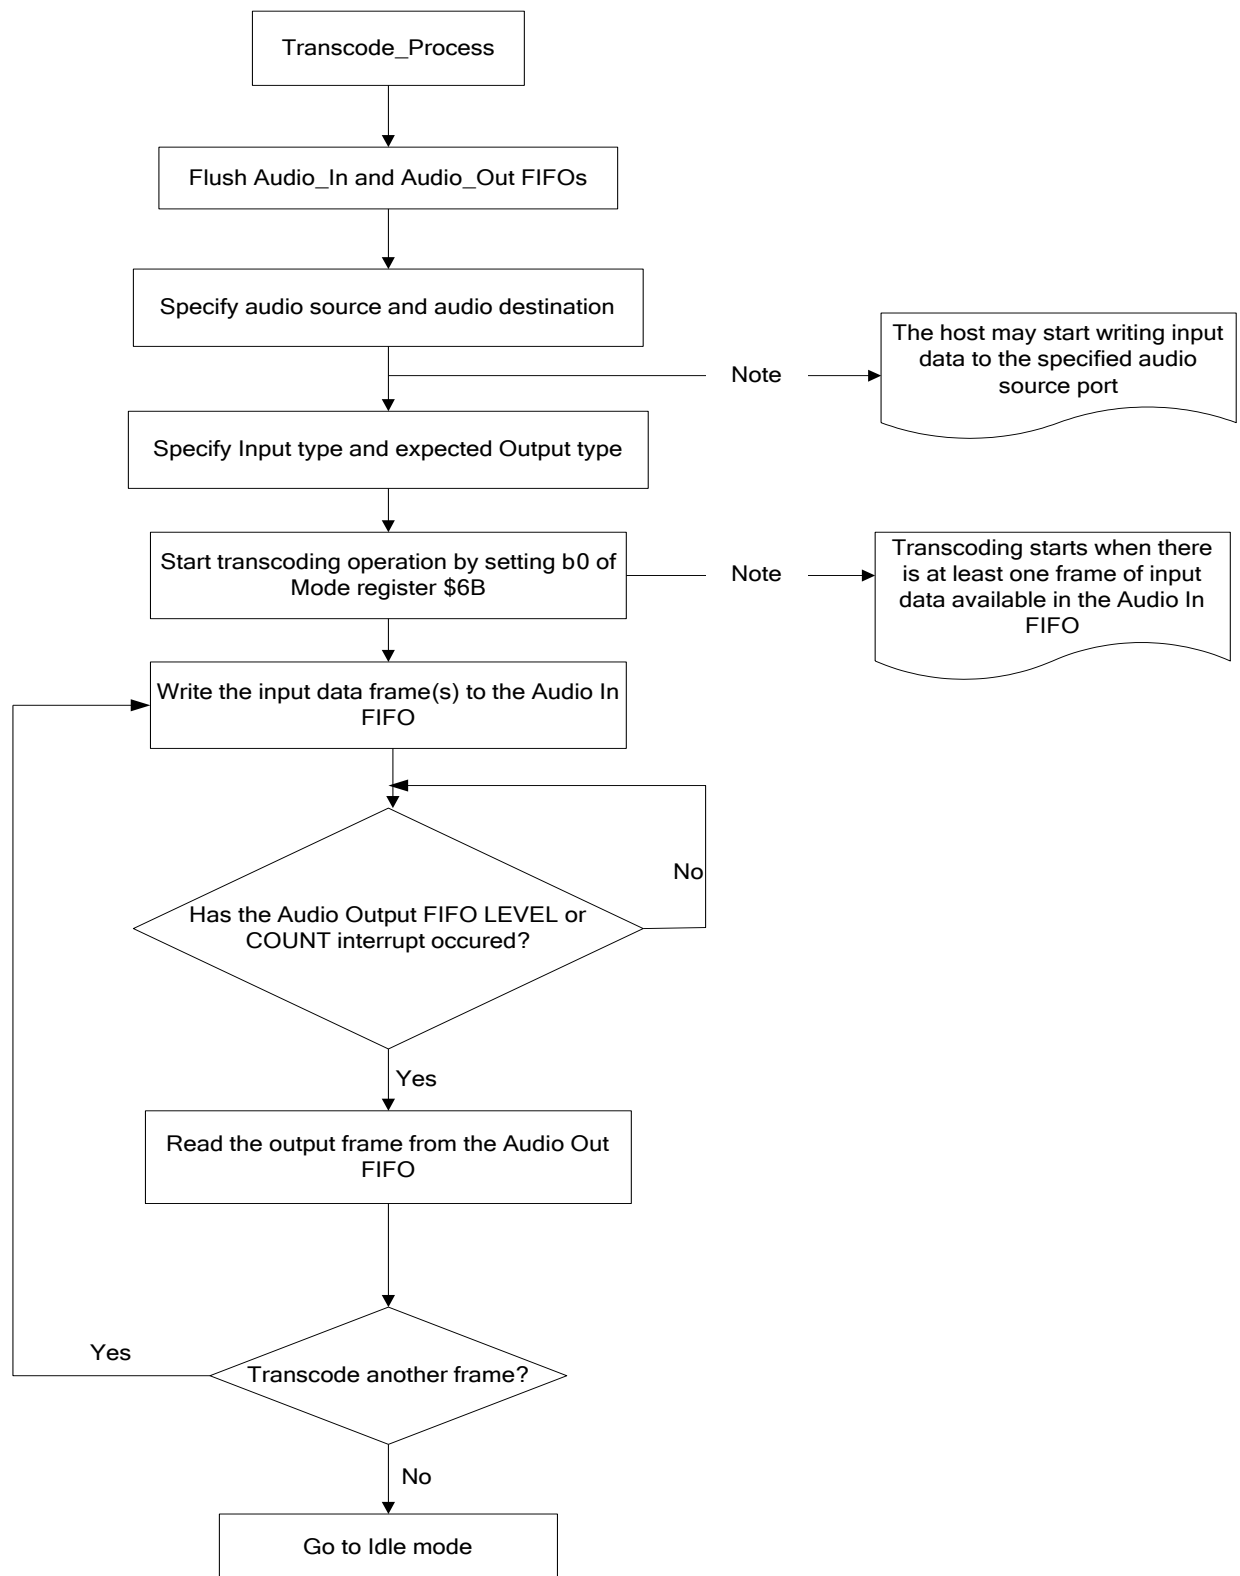 Transcode_Process
Flush Audio_In and Audio_Out FIFOs
Specify audio source and audio destination
Note
The host may start writing input
data to the specified audio
source port
Specify Input type and expected Output type
Start transcoding operation by setting b0 of
Mode register $6B
Note
Transcoding starts when there
is at least one frame of input
data available in the Audio In
FIFO
Write the input data frame(s) to the Audio In
FIFO
No
Has the Audio Output FIFO LEVEL or
COUNT interrupt occured?
Yes
Read the output frame from the Audio Out
FIFO
Yes
Transcode another frame?
No
Go to Idle mode